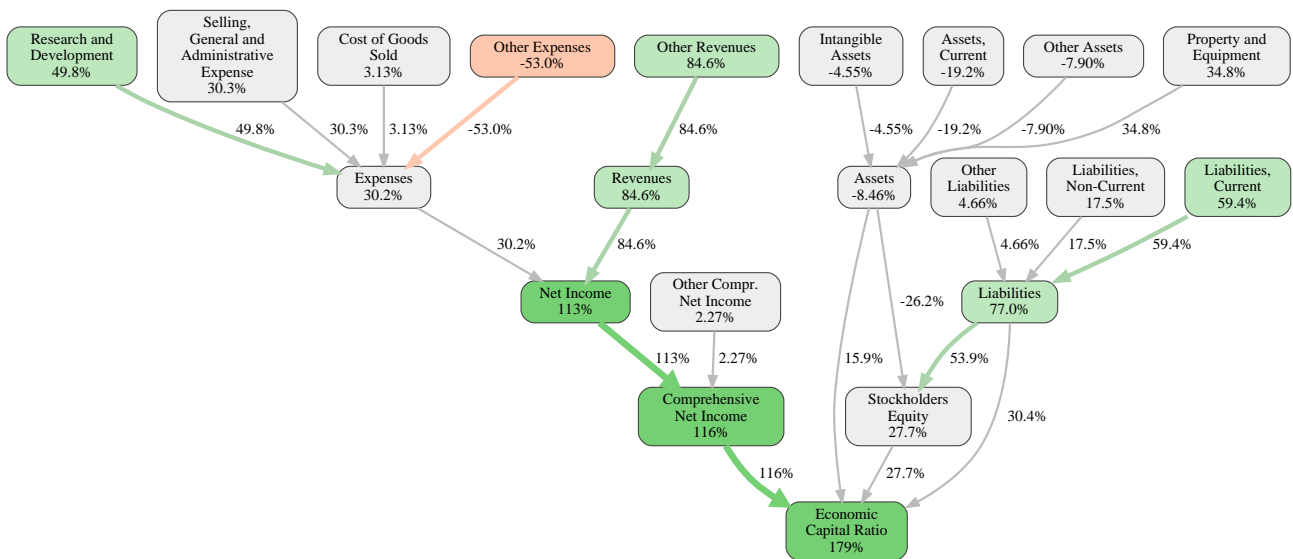 Research and
Development
49.8%
Selling,
General and
Administrative
Expense
30.3%
Cost of Goods
Sold
3.13%
Other Expenses
-53.0%
Other Revenues
84.6%
Intangible
Assets
-4.55%
Assets,
Current
-19.2%
Other Assets
-7.90%
Property and
Equipment
34.8%
49.8%
30.3%
3.13%
-53.0%
84.6%
-4.55%
-19.2%
-7.90%
34.8%
Expenses
30.2%
Revenues
84.6%
Assets
-8.46%
Other
Liabilities
4.66%
Liabilities,
Non-Current
17.5%
Liabilities,
Current
59.4%
30.2%
84.6%
4.66%
17.5%
59.4%
Net Income
113%
Other Compr.
Net Income
2.27%
-26.2%
Liabilities
77.0%
113%
2.27%
15.9%
53.9%
Comprehensive
Net Income
116%
Stockholders
Equity
27.7%
30.4%
116%
27.7%
Economic
Capital Ratio
179%